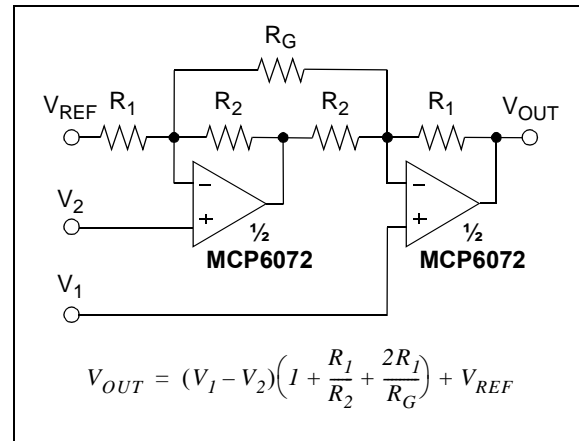 R_G
V_REF R_1 R_2 R_2 R_1 V_OUT
V_2
V_1
− + ½ MCP6072
− + ½ MCP6072
V_OUT = (V_1 – V_2)(1 + R_1/R_2 + 2R_1/R_G) + V_REF